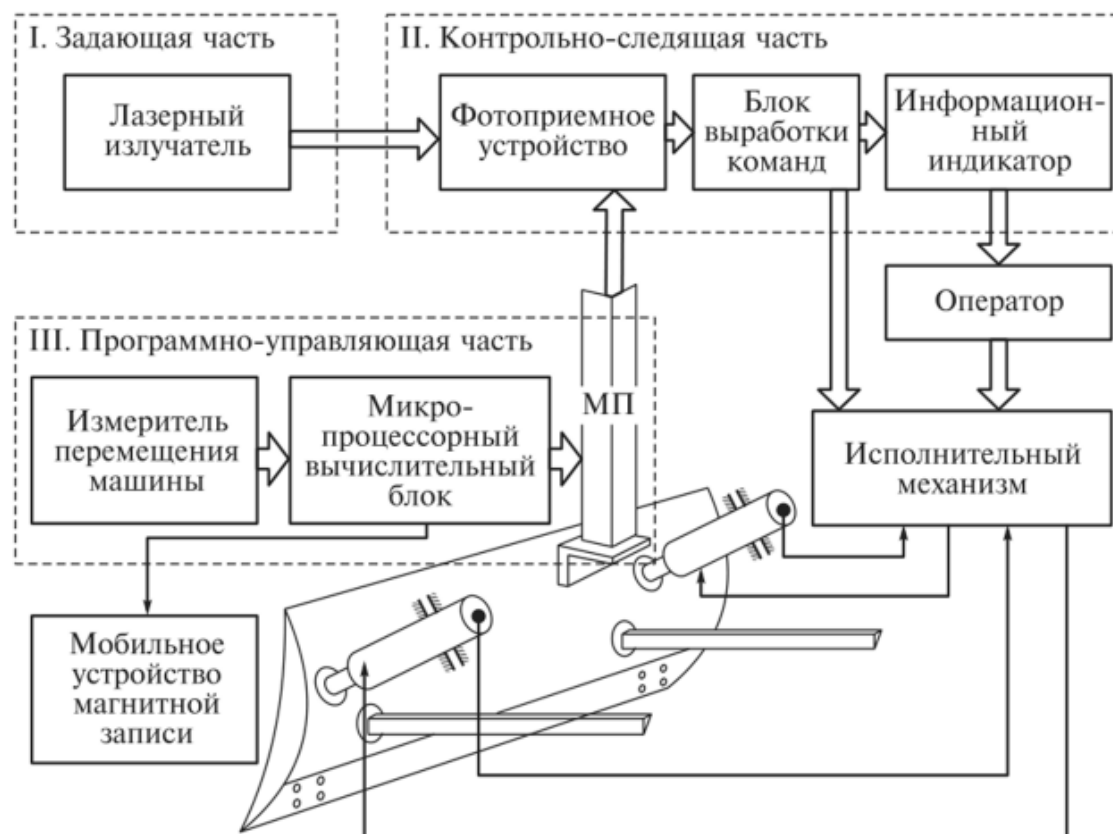 I. Задающая часть
Лазерный
излучатель
II. Контрольно-следящая часть
Фотоприемное
устройство
Блок
выработки
команд
Информацион-
ный
индикатор
Оператор
III. Программно-управляющая часть
Измеритель
перемещения
машины
Микро-
процессорный
вычислительный
блок
МП
Исполнительный
механизм
Мобильное
устройство
магнитной
записи